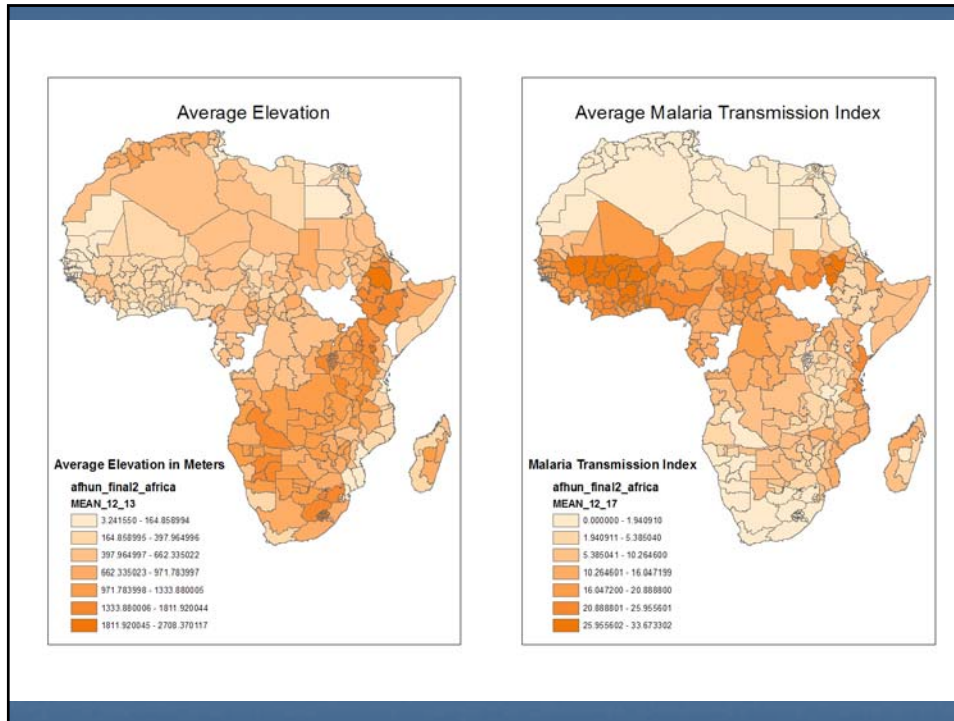 Average Elevation
Average Elevation in Meters
afhun_final2_africa
MEAN_12_13
3.241550 - 164.858994
164.858995 - 397.964996
397.964997 - 662.335022
662.335023 - 971.783997
971.783998 - 1333.880005
1333.880006 - 1811.920044
1811.920045 - 2708.370117
Average Malaria Transmission Index
Malaria Transmission Index
afhun_final2_africa
MEAN_12_17
0.000000 - 1.940910
1.940911 - 5.385040
5.385041 - 10.264600
10.264601 - 16.047199
16.047200 - 20.888800
20.888801 - 25.955601
25.955602 - 33.673302